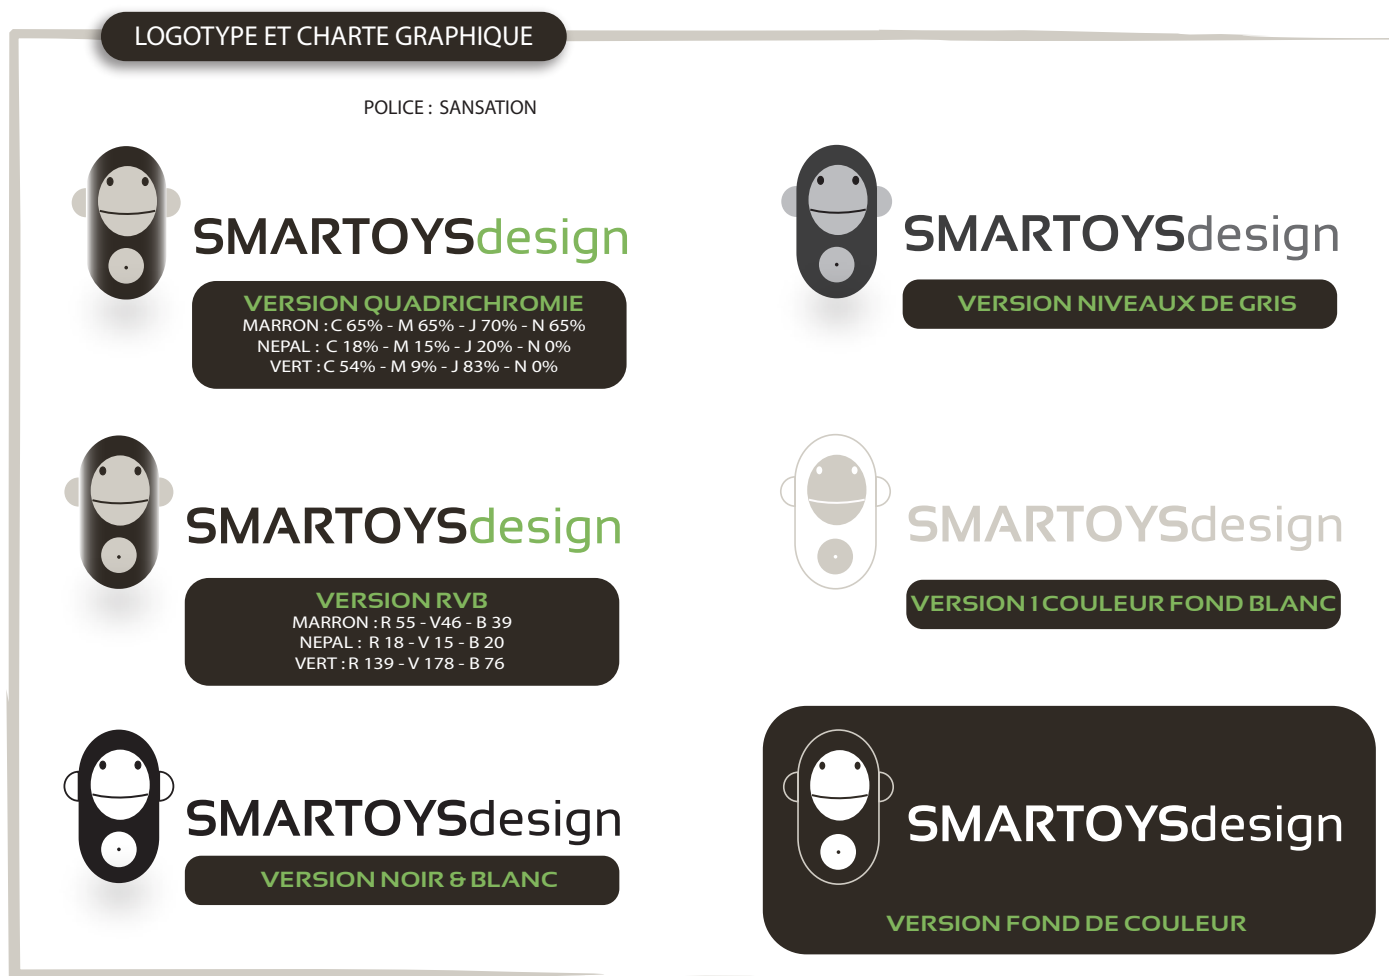 LOGOTYPE ET CHARTE GRAPHIQUE
POLICE : SANSATION
SMARTOYSdesign
VERSION QUADRICHROMIE
MARRON : C 65% - M 65% - J 70% - N 65%
NEPAL : C 18% - M 15% - J 20% - N 0%
VERT : C 54% - M 9% - J 83% - N 0%
SMARTOYSdesign
VERSION NIVEAUX DE GRIS
SMARTOYSdesign
VERSION RVB
MARRON : R 55 - V46 - B 39
NEPAL : R 18 - V 15 - B 20
VERT : R 139 - V 178 - B 76
SMARTOYSdesign
VERSION 1 COULEUR FOND BLANC
SMARTOYSdesign
VERSION NOIR & BLANC
SMARTOYSdesign
VERSION FOND DE COULEUR